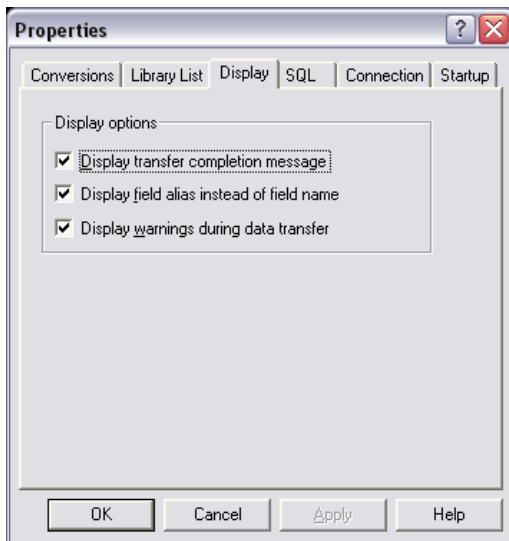 Properties
?
Conversions Library List Display SQL Connection Startup
Display options
Display transfer completion message
Display field alias instead of field name
Display warnings during data transfer
OK Cancel Apply Help